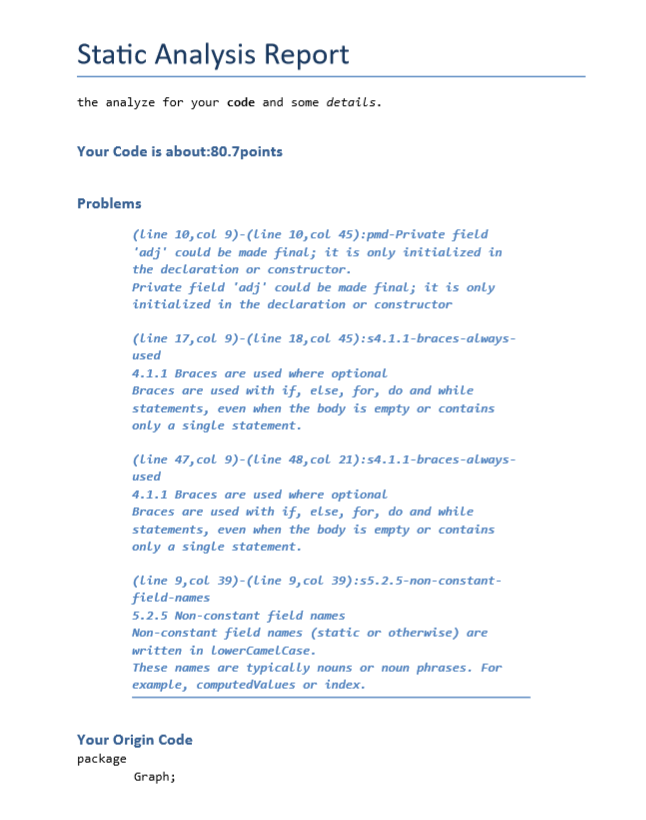 Static Analysis Report
the analyze for your code and some details.
Your Code is about:80.7points
Problems
(line 10,col 9)-(line 10,col 45):pmd-Private field
'adj' could be made final; it is only initialized in
the declaration or constructor.
Private field 'adj' could be made final; it is only
initialized in the declaration or constructor
(line 17,col 9)-(line 18,col 45):s4.1.1-braces-always-
used
4.1.1 Braces are used where optional
Braces are used with if, else, for, do and while
statements, even when the body is empty or contains
only a single statement.
(line 47,col 9)-(line 48,col 21):s4.1.1-braces-always-
used
4.1.1 Braces are used where optional
Braces are used with if, else, for, do and while
statements, even when the body is empty or contains
only a single statement.
(line 9,col 39)-(line 9,col 39):s5.2.5-non-constant-
field-names
5.2.5 Non-constant field names
Non-constant field names (static or otherwise) are
written in lowerCamelCase.
These names are typically nouns or noun phrases. For
example, computedValues or index.
Your Origin Code
package
Graph;